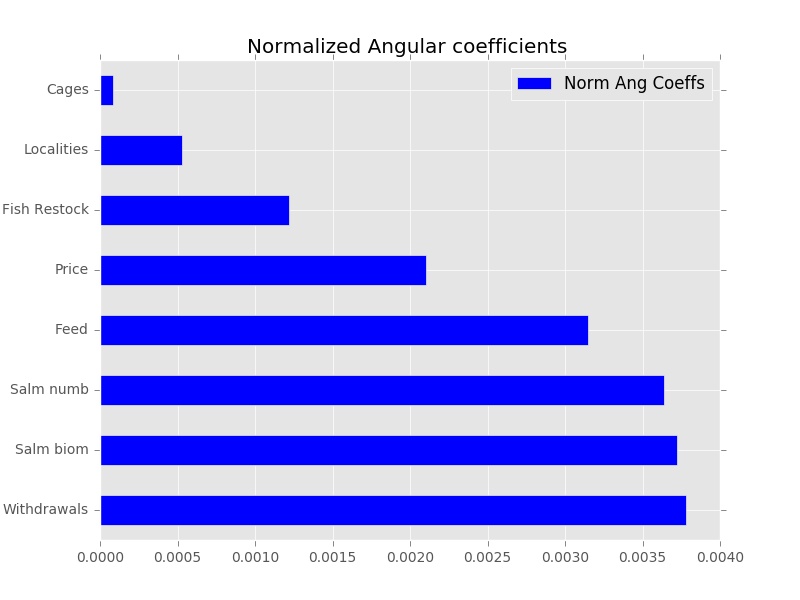 Normalized Angular coefficients
Norm Ang Coeffs
Cages
Localities
Fish Restock
Price
Feed
Salm numb
Salm biom
Withdrawals
0.0000 0.0005 0.0010 0.0015 0.0020 0.0025 0.0030 0.0035 0.0040